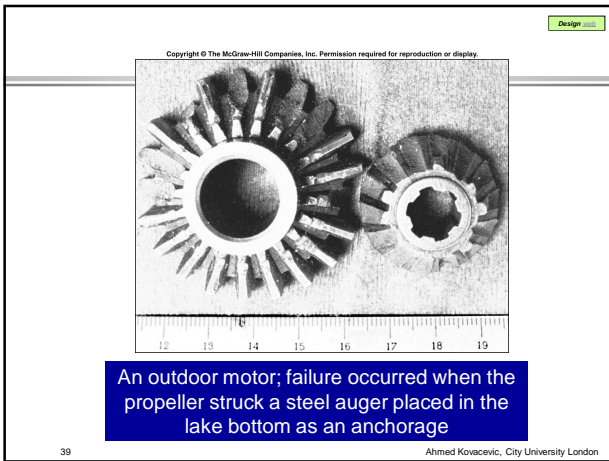 Design web
Copyright © The McGraw-Hill Companies, Inc. Permission required for reproduction or display.
12 13 14 15 16 17 18 19
An outdoor motor; failure occurred when the
propeller struck a steel auger placed in the
lake bottom as an anchorage
39 Ahmed Kovacevic, City University London